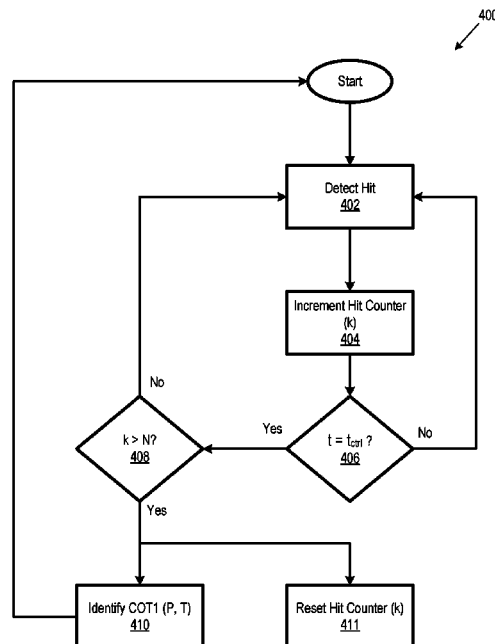 400
Start
Detect Hit
402
Increment Hit Counter
(k)
404
No
Yes
No
k > N?
408
t = t_ctrl ?
406
Yes
Identify COT1 (P, T)
410
Reset Hit Counter (k)
411